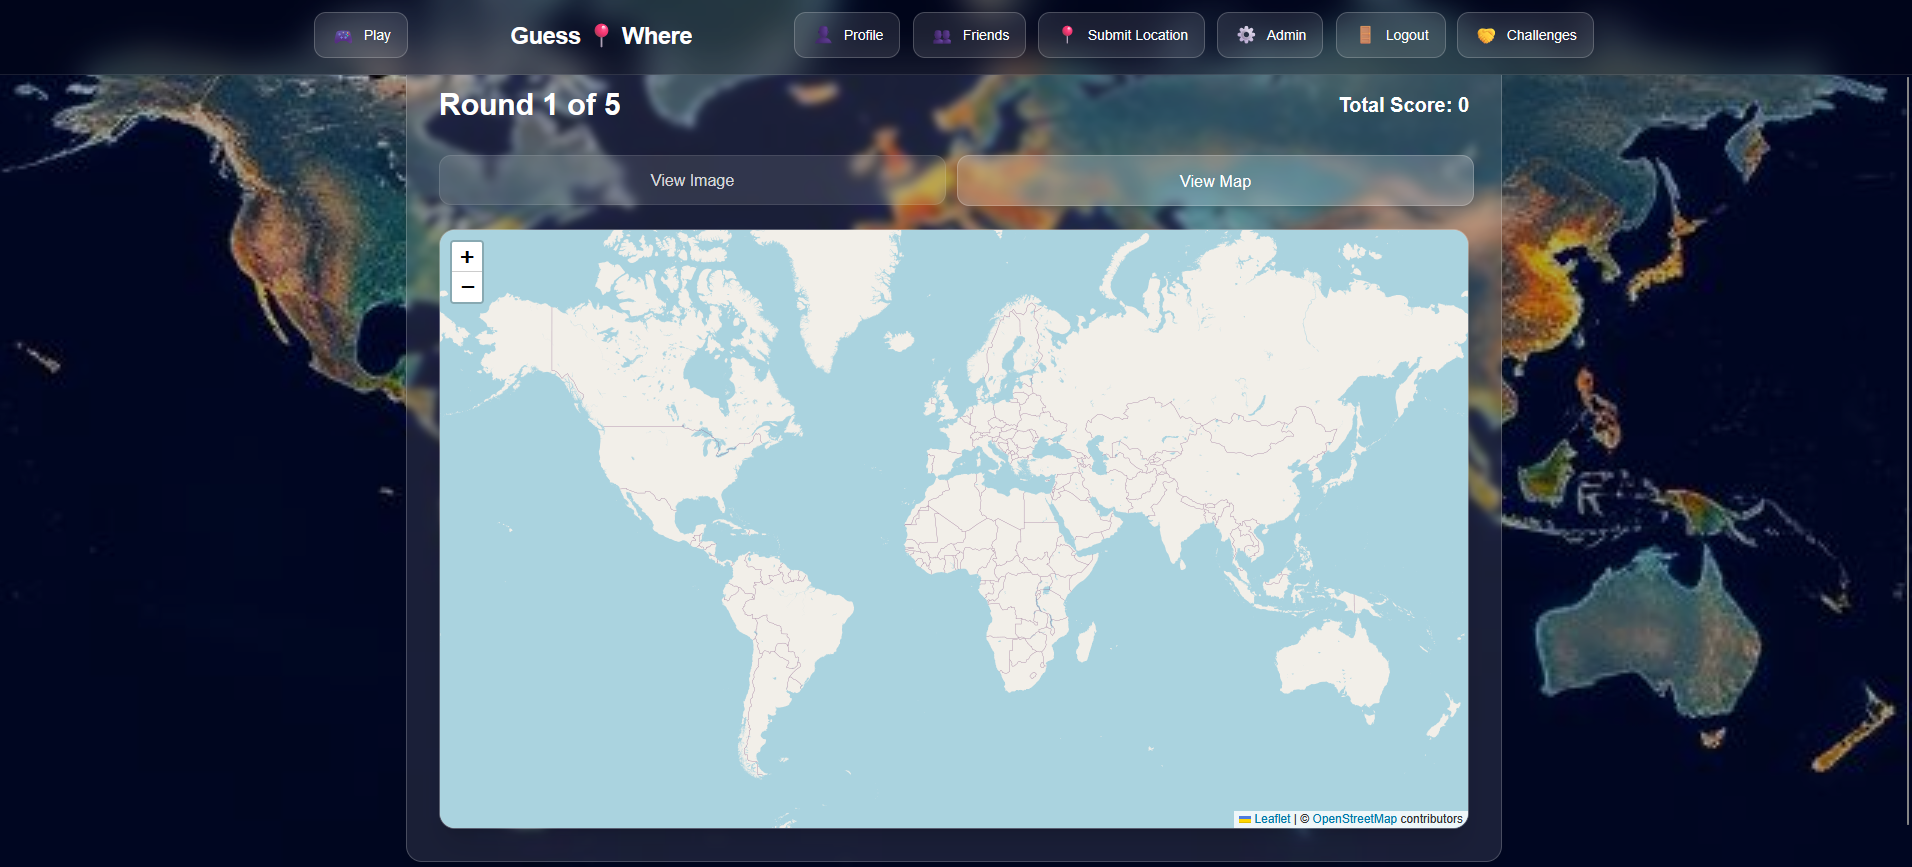 Play
Guess 📍 Where
Profile
Friends
Submit Location
Admin
Logout
Challenges
Round 1 of 5
Total Score: 0
View Image
View Map
+
−
Leaflet | © OpenStreetMap contributors